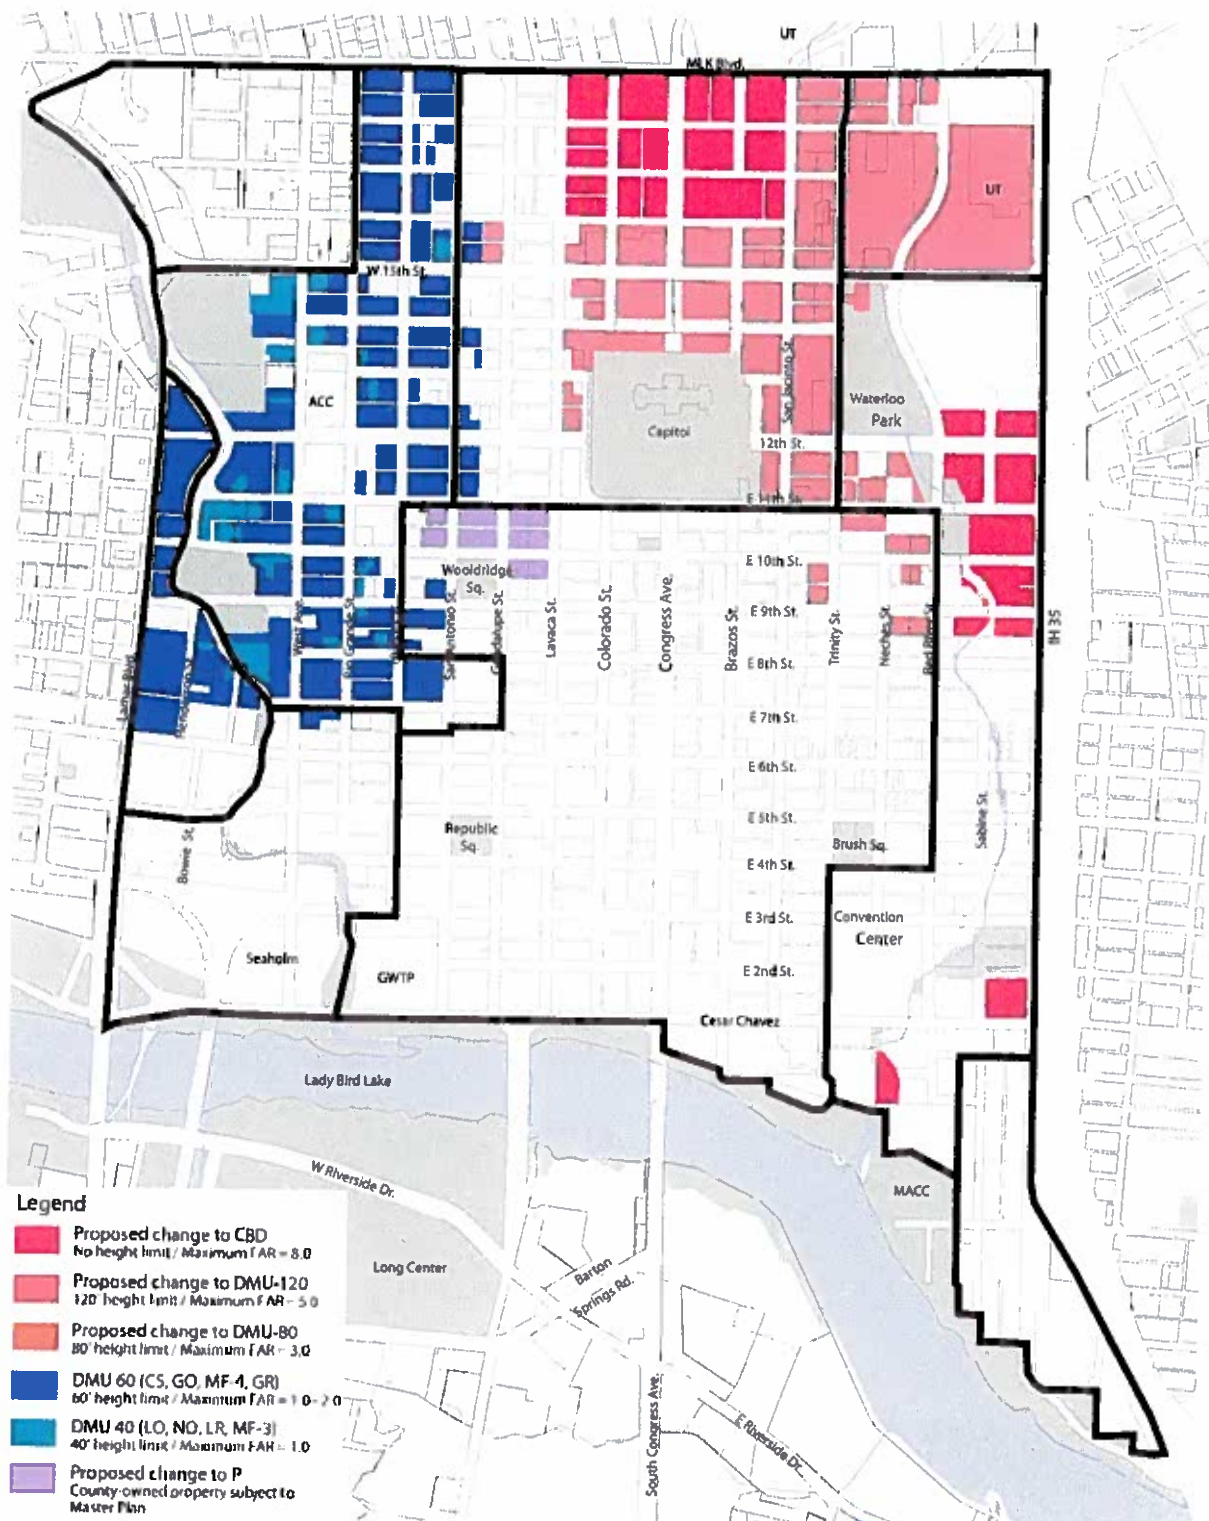 UT
MLK Blvd.
UT
W.15th St.
ACC
San Jacinto St.
Waterloo
Park
Capitol
12th St.
E 11th St.
Wooldridge
Sq.
E 10th St.
E 9th St.
West Ave.
Rio Grande St.
San Antonio St.
Guadalupe St.
Lavaca St.
Colorado St.
Congress Ave.
Brazos St.
Trinity St.
Neches St.
Red River St.
IH 35
E 8th St.
Lamar Blvd.
Henderson St.
E 7th St.
E 6th St.
E 5th St.
Sabine St.
Republic
Sq.
Brush Sq.
Bowie St.
E 4th St.
E 3rd St.
Convention
Center
Seaholm
GWTP
E 2nd St.
Cesar Chavez
Lady Bird Lake
W Riverside Dr.
MACC
Long Center
Barton
Springs Rd.
South Congress Ave.
E Riverside Dr.
Legend
Proposed change to CBD
No height limit / Maximum FAR = 8.0
Proposed change to DMU-120
120' height limit / Maximum FAR = 5.0
Proposed change to DMU-80
80' height limit / Maximum FAR = 3.0
DMU 60 (CS, GO, MF-4, GR)
60' height limit / Maximum FAR = 1.0-2.0
DMU 40 (LO, NO, LR, MF-3)
40' height limit / Maximum FAR = 1.0
Proposed change to P
County-owned property subject to
Master Plan